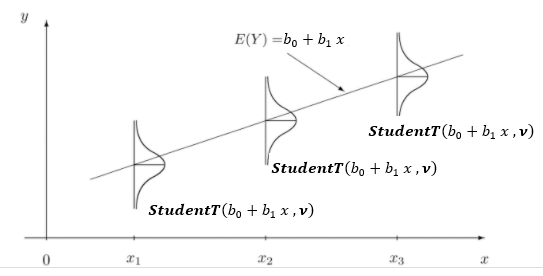 y
E(Y) =b₀ + b₁ x
StudentT(b₀ + b₁ x , ν)
StudentT(b₀ + b₁ x , ν)
StudentT(b₀ + b₁ x , ν)
0 x₁ x₂ x₃ x